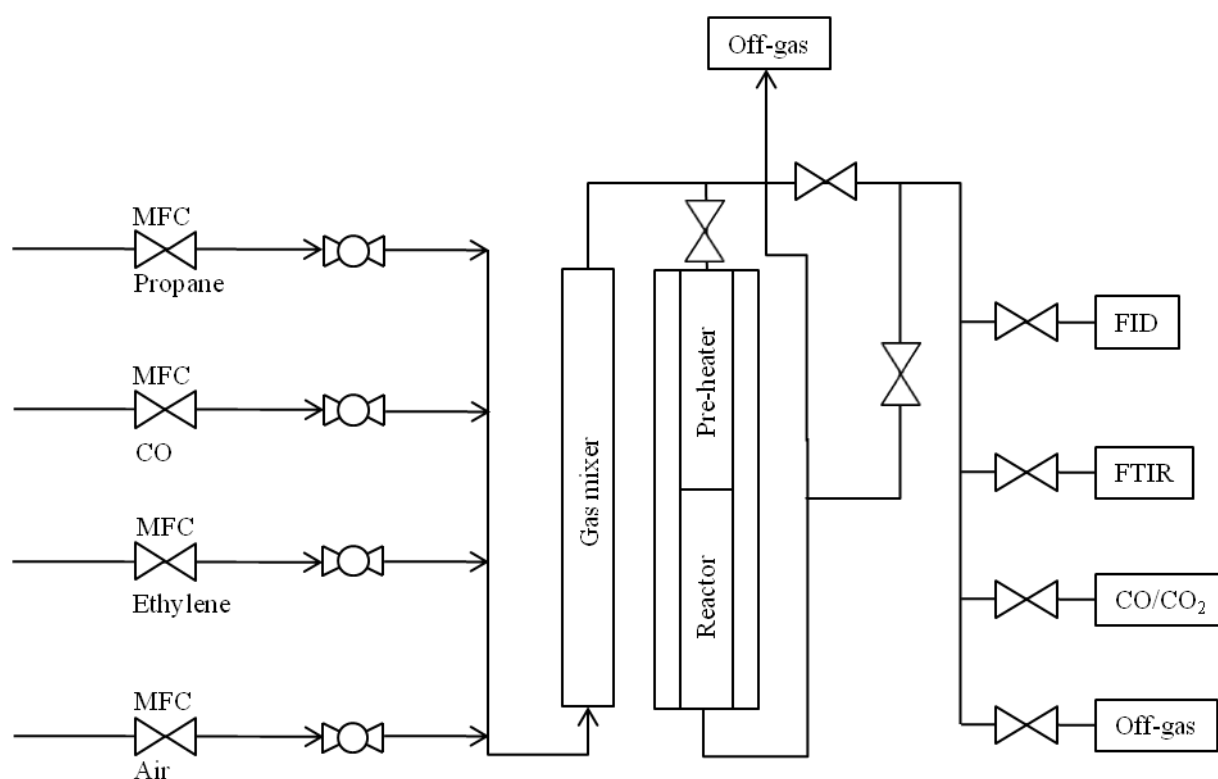 Off-gas
MFC
Propane
MFC
CO
MFC
Ethylene
MFC
Air
Gas mixer
Pre-heater
Reactor
FID
FTIR
CO/CO₂
Off-gas